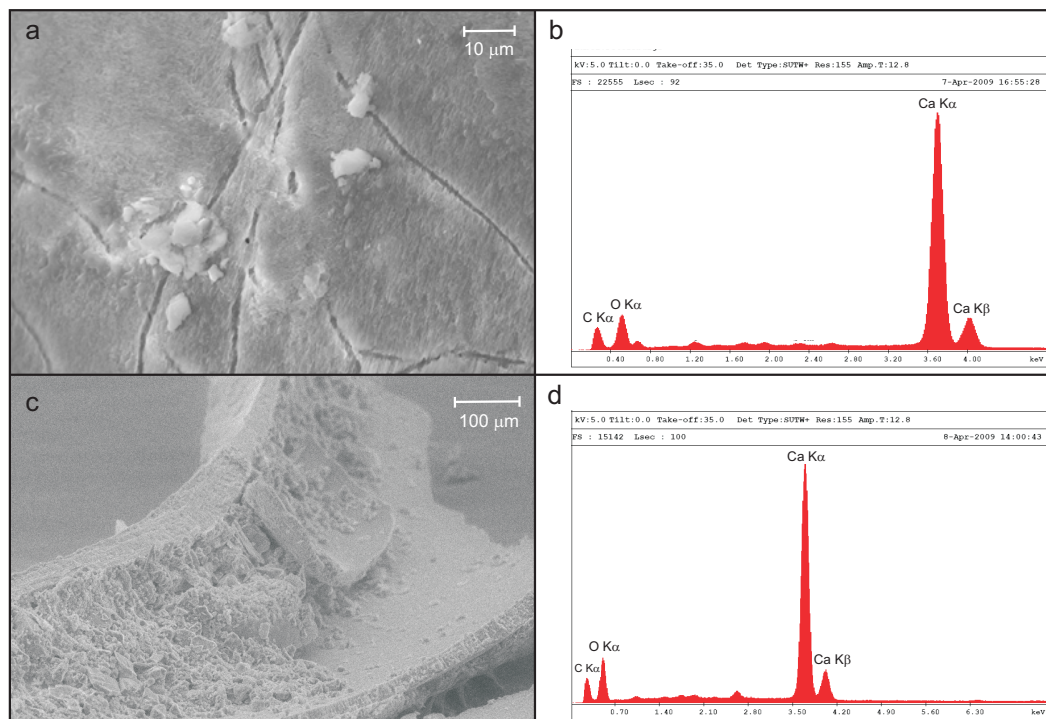 a
10 µm
b
kV:5.0 Tilt:0.0 Take-off:35.0 Det Type:SUTW+ Res:155 Amp.T:12.8
FS : 22555 Lsec : 92 7-Apr-2009 16:55:28
Ca Kα
O Kα
C Kα
Ca Kβ
0.40 0.80 1.20 1.60 2.00 2.40 2.80 3.20 3.60 4.00 keV
c
100 µm
d
kV:5.0 Tilt:0.0 Take-off:35.0 Det Type:SUTW+ Res:155 Amp.T:12.8
FS : 15142 Lsec : 100 8-Apr-2009 14:00:43
Ca Kα
O Kα
C Kα
Ca Kβ
0.70 1.40 2.10 2.80 3.50 4.20 4.90 5.60 6.30 keV